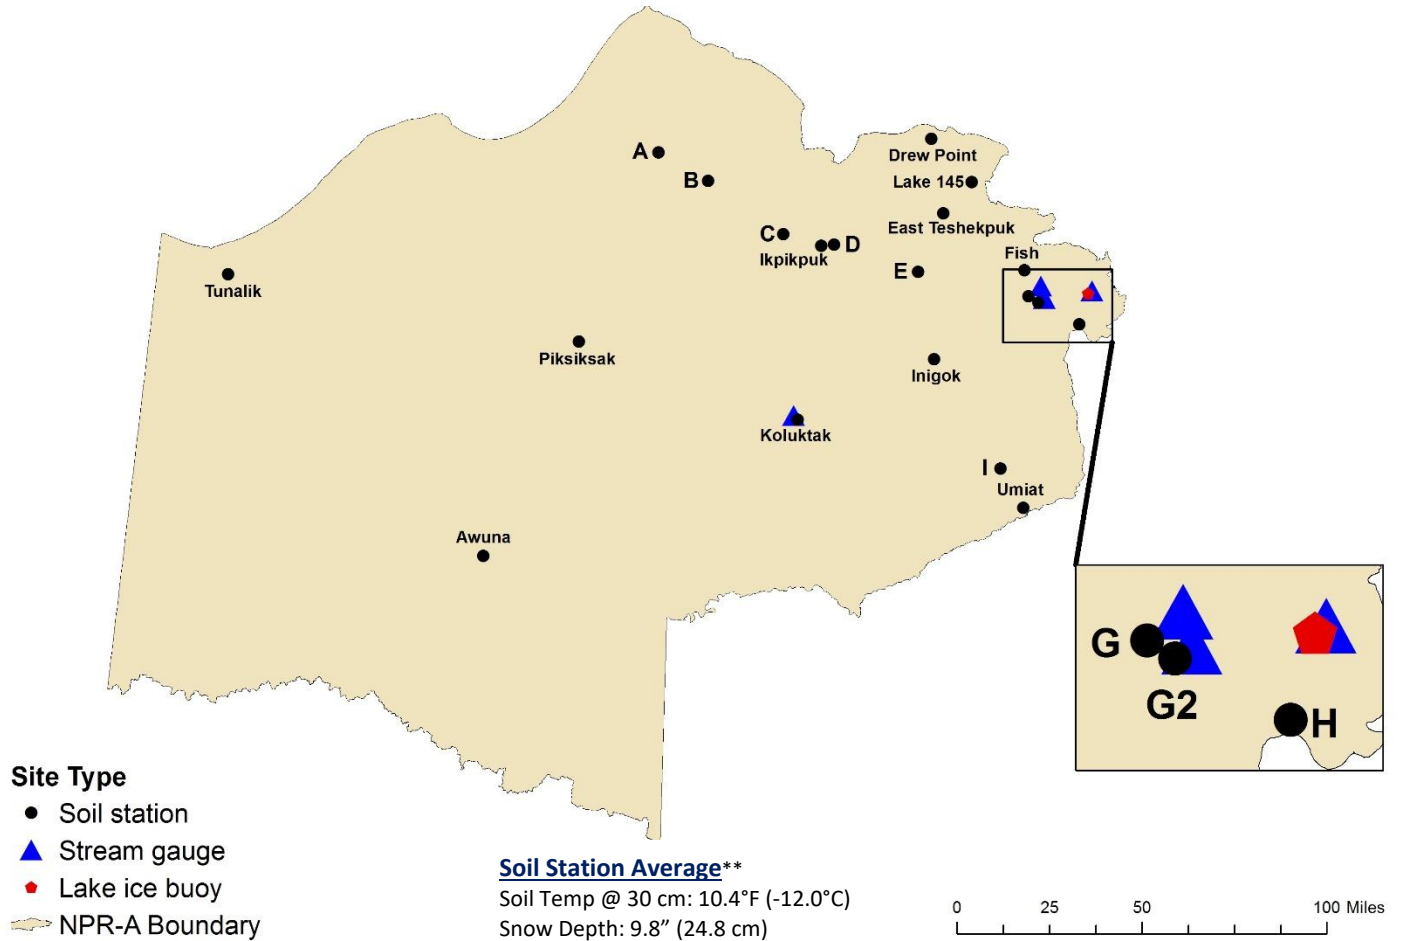 A
B
Drew Point
Lake 145
East Teshekpuk
C
D
Ikpikpuk
E
Fish
Tunalik
Piksiksak
Inigok
Koluktak
I
Umiat
Awuna
G
G2
H
Site Type
Soil station
Stream gauge
Lake ice buoy
NPR-A Boundary
Soil Station Average**
Soil Temp @ 30 cm: 10.4°F (-12.0°C)
Snow Depth: 9.8” (24.8 cm)
0 25 50 100 Miles